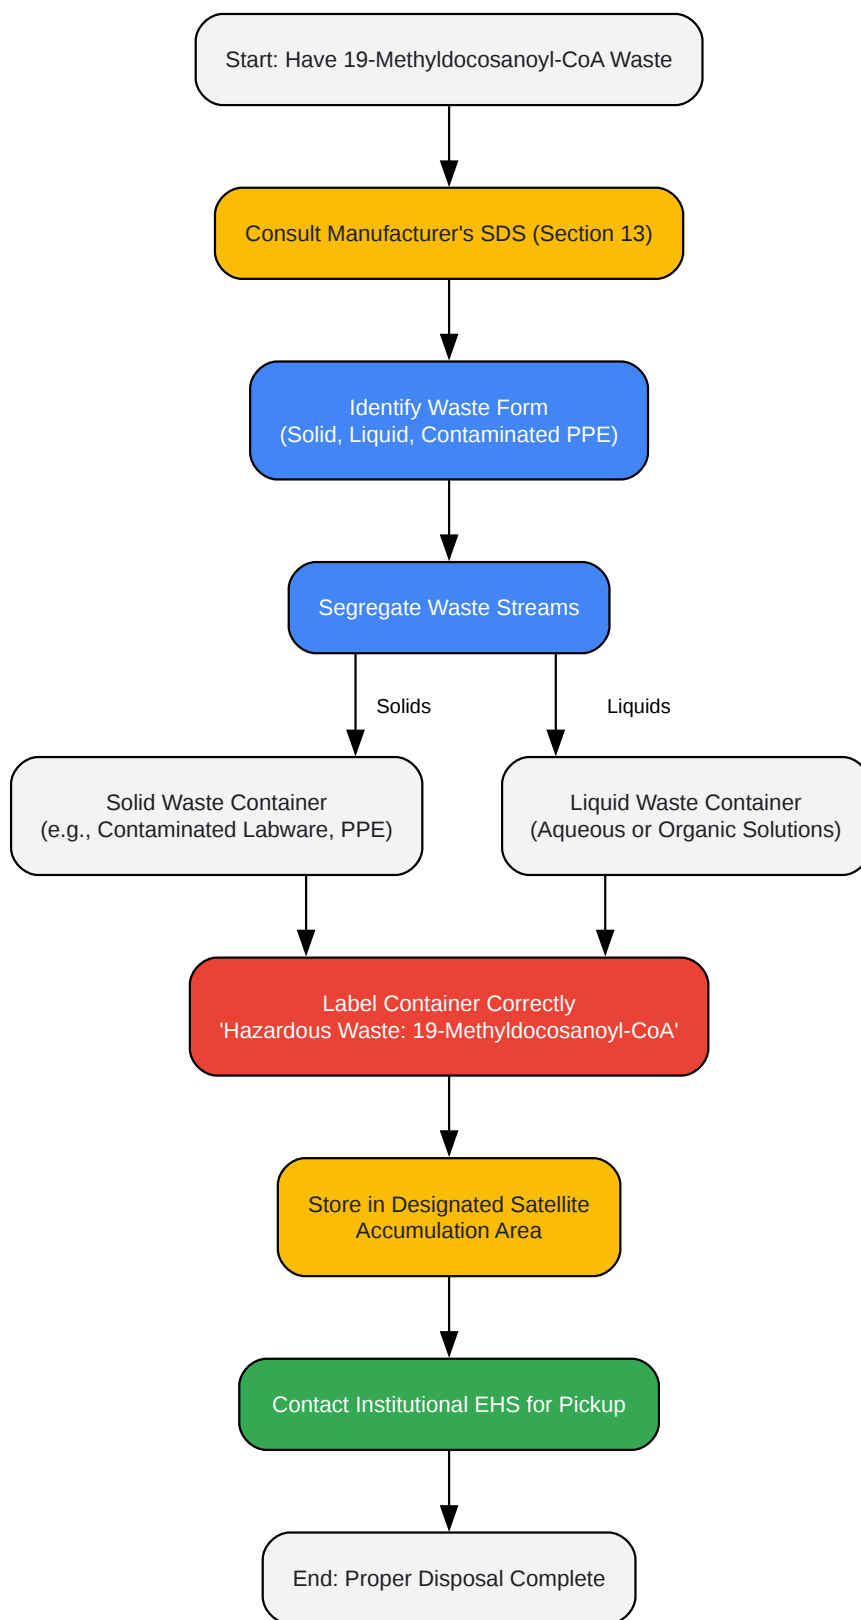 Start: Have 19-Methyldocosanoyl-CoA Waste
Consult Manufacturer's SDS (Section 13)
Identify Waste Form
(Solid, Liquid, Contaminated PPE)
Segregate Waste Streams
Solids
Liquids
Solid Waste Container
(e.g., Contaminated Labware, PPE)
Liquid Waste Container
(Aqueous or Organic Solutions)
Label Container Correctly
'Hazardous Waste: 19-Methyldocosanoyl-CoA'
Store in Designated Satellite
Accumulation Area
Contact Institutional EHS for Pickup
End: Proper Disposal Complete